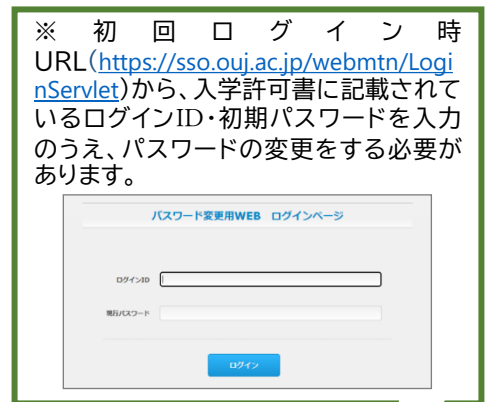 ※初回ログイン時
URL(https://sso.ouj.ac.jp/webmtn/Logi
nServlet)から、入学許可書に記載されて
いるログインID・初期パスワードを入力
のうえ、パスワードの変更をする必要が
あります。
パスワード変更用WEB ログインページ
ログインID
現行パスワード
ログイン